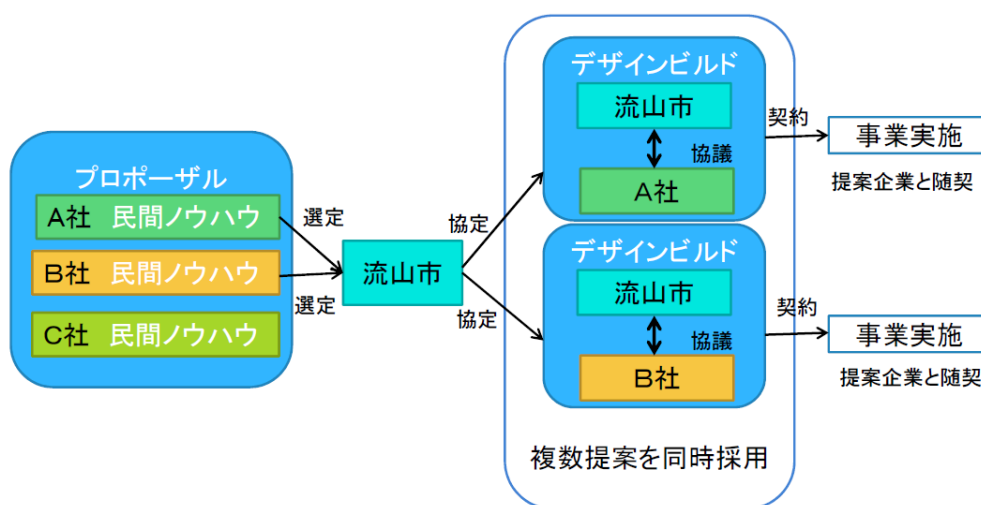 プロポーザル
A社 民間ノウハウ
B社 民間ノウハウ
C社 民間ノウハウ
選定
選定
流山市
協定
協定
デザインビルド
流山市
協議
A社
デザインビルド
流山市
協議
B社
複数提案を同時採用
契約
事業実施
提案企業と随契
契約
事業実施
提案企業と随契